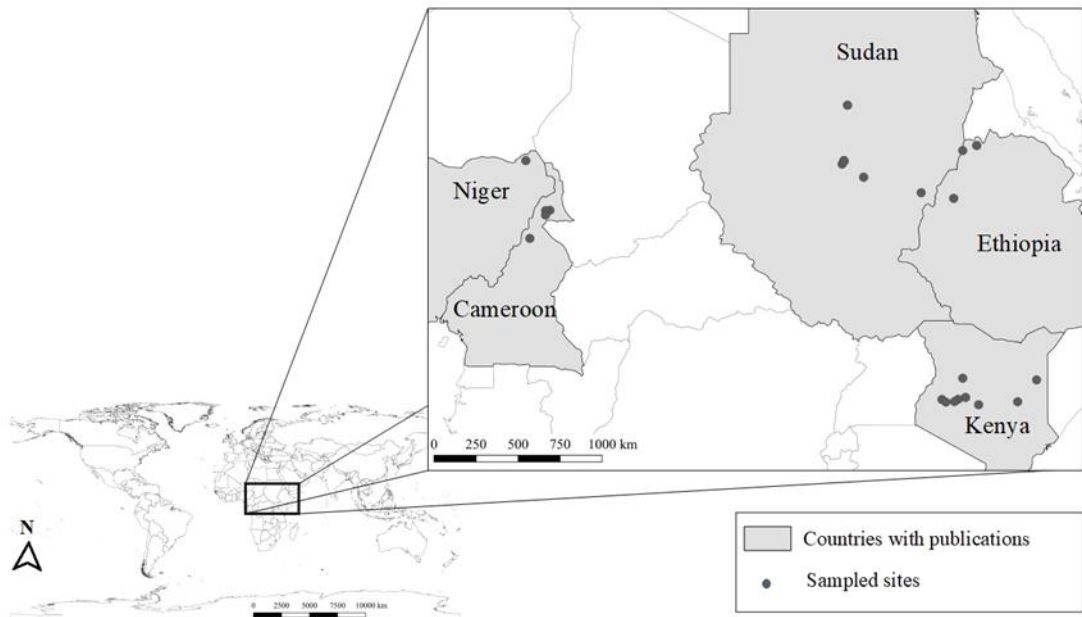 Sudan
Niger
Ethiopia
Cameroon
Kenya
0 250 500 750 1000 km
N
0 2500 5000 7500 10000 km
Countries with publications
Sampled sites